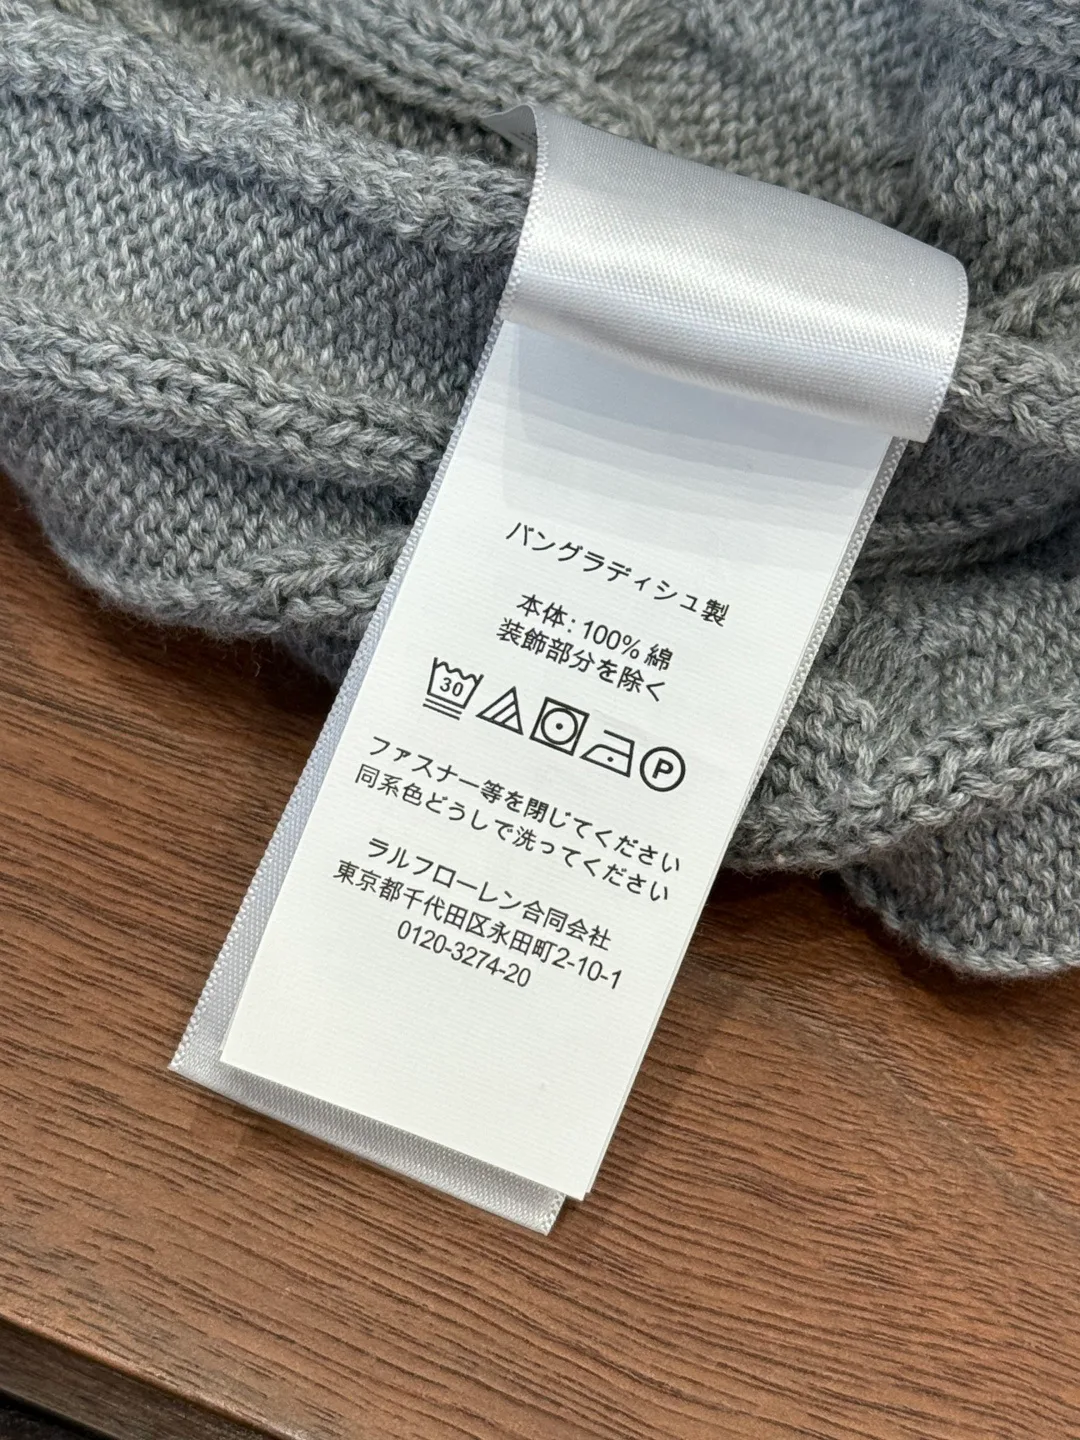 バングラディシュ製
本体: 100% 綿
装飾部分を除く
30 P
ファスナー等を閉じてください
同系色どうしで洗ってください
ラルフローレン合同会社
東京都千代田区永田町2-10-1
0120-3274-20